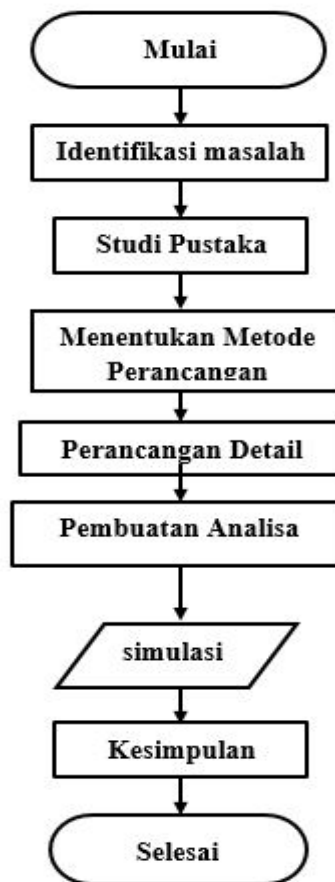 Mulai
Identifikasi masalah
Studi Pustaka
Menentukan Metode
Perancangan
Perancangan Detail
Pembuatan Analisa
simulasi
Kesimpulan
Selesai